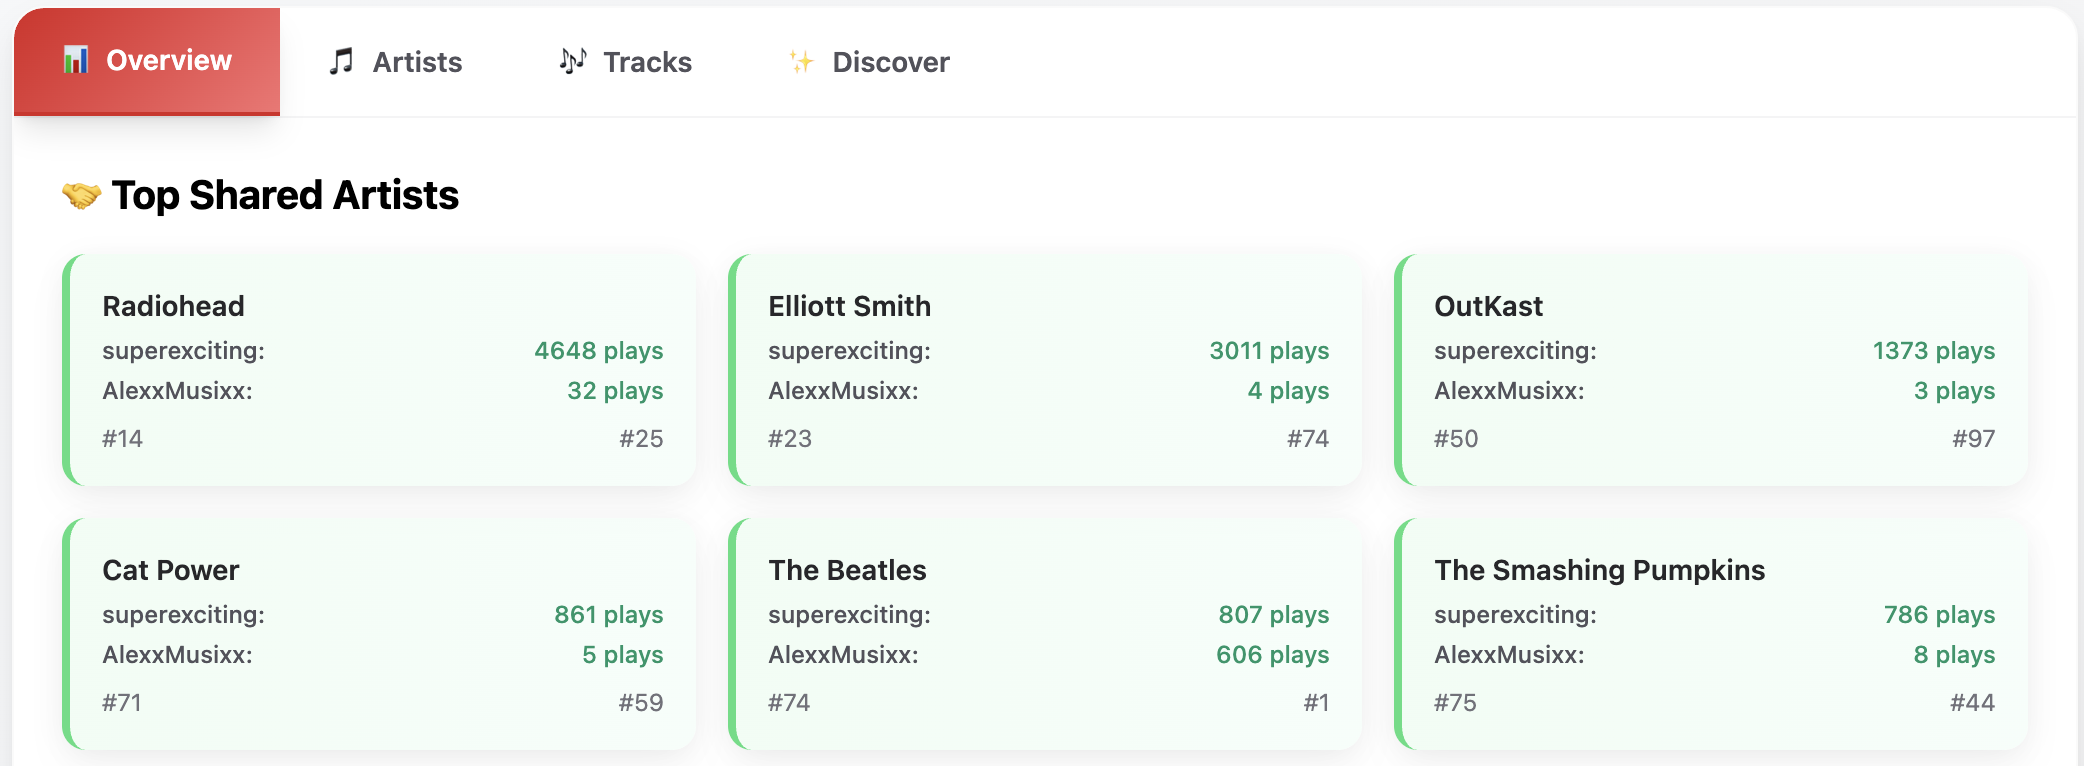 Overview Artists Tracks Discover
Top Shared Artists
Radiohead
superexciting: 4648 plays
AlexxMusixx: 32 plays
#14 #25
Elliott Smith
superexciting: 3011 plays
AlexxMusixx: 4 plays
#23 #74
OutKast
superexciting: 1373 plays
AlexxMusixx: 3 plays
#50 #97
Cat Power
superexciting: 861 plays
AlexxMusixx: 5 plays
#71 #59
The Beatles
superexciting: 807 plays
AlexxMusixx: 606 plays
#74 #1
The Smashing Pumpkins
superexciting: 786 plays
AlexxMusixx: 8 plays
#75 #44